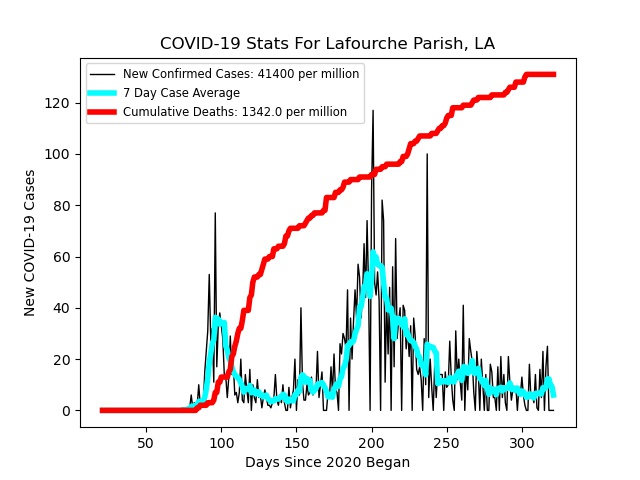 COVID-19 Stats For Lafourche Parish, LA
New Confirmed Cases: 41400 per million
7 Day Case Average
Cumulative Deaths: 1342.0 per million
New COVID-19 Cases
120
100
80
60
40
20
0
50 100 150 200 250 300
Days Since 2020 Began